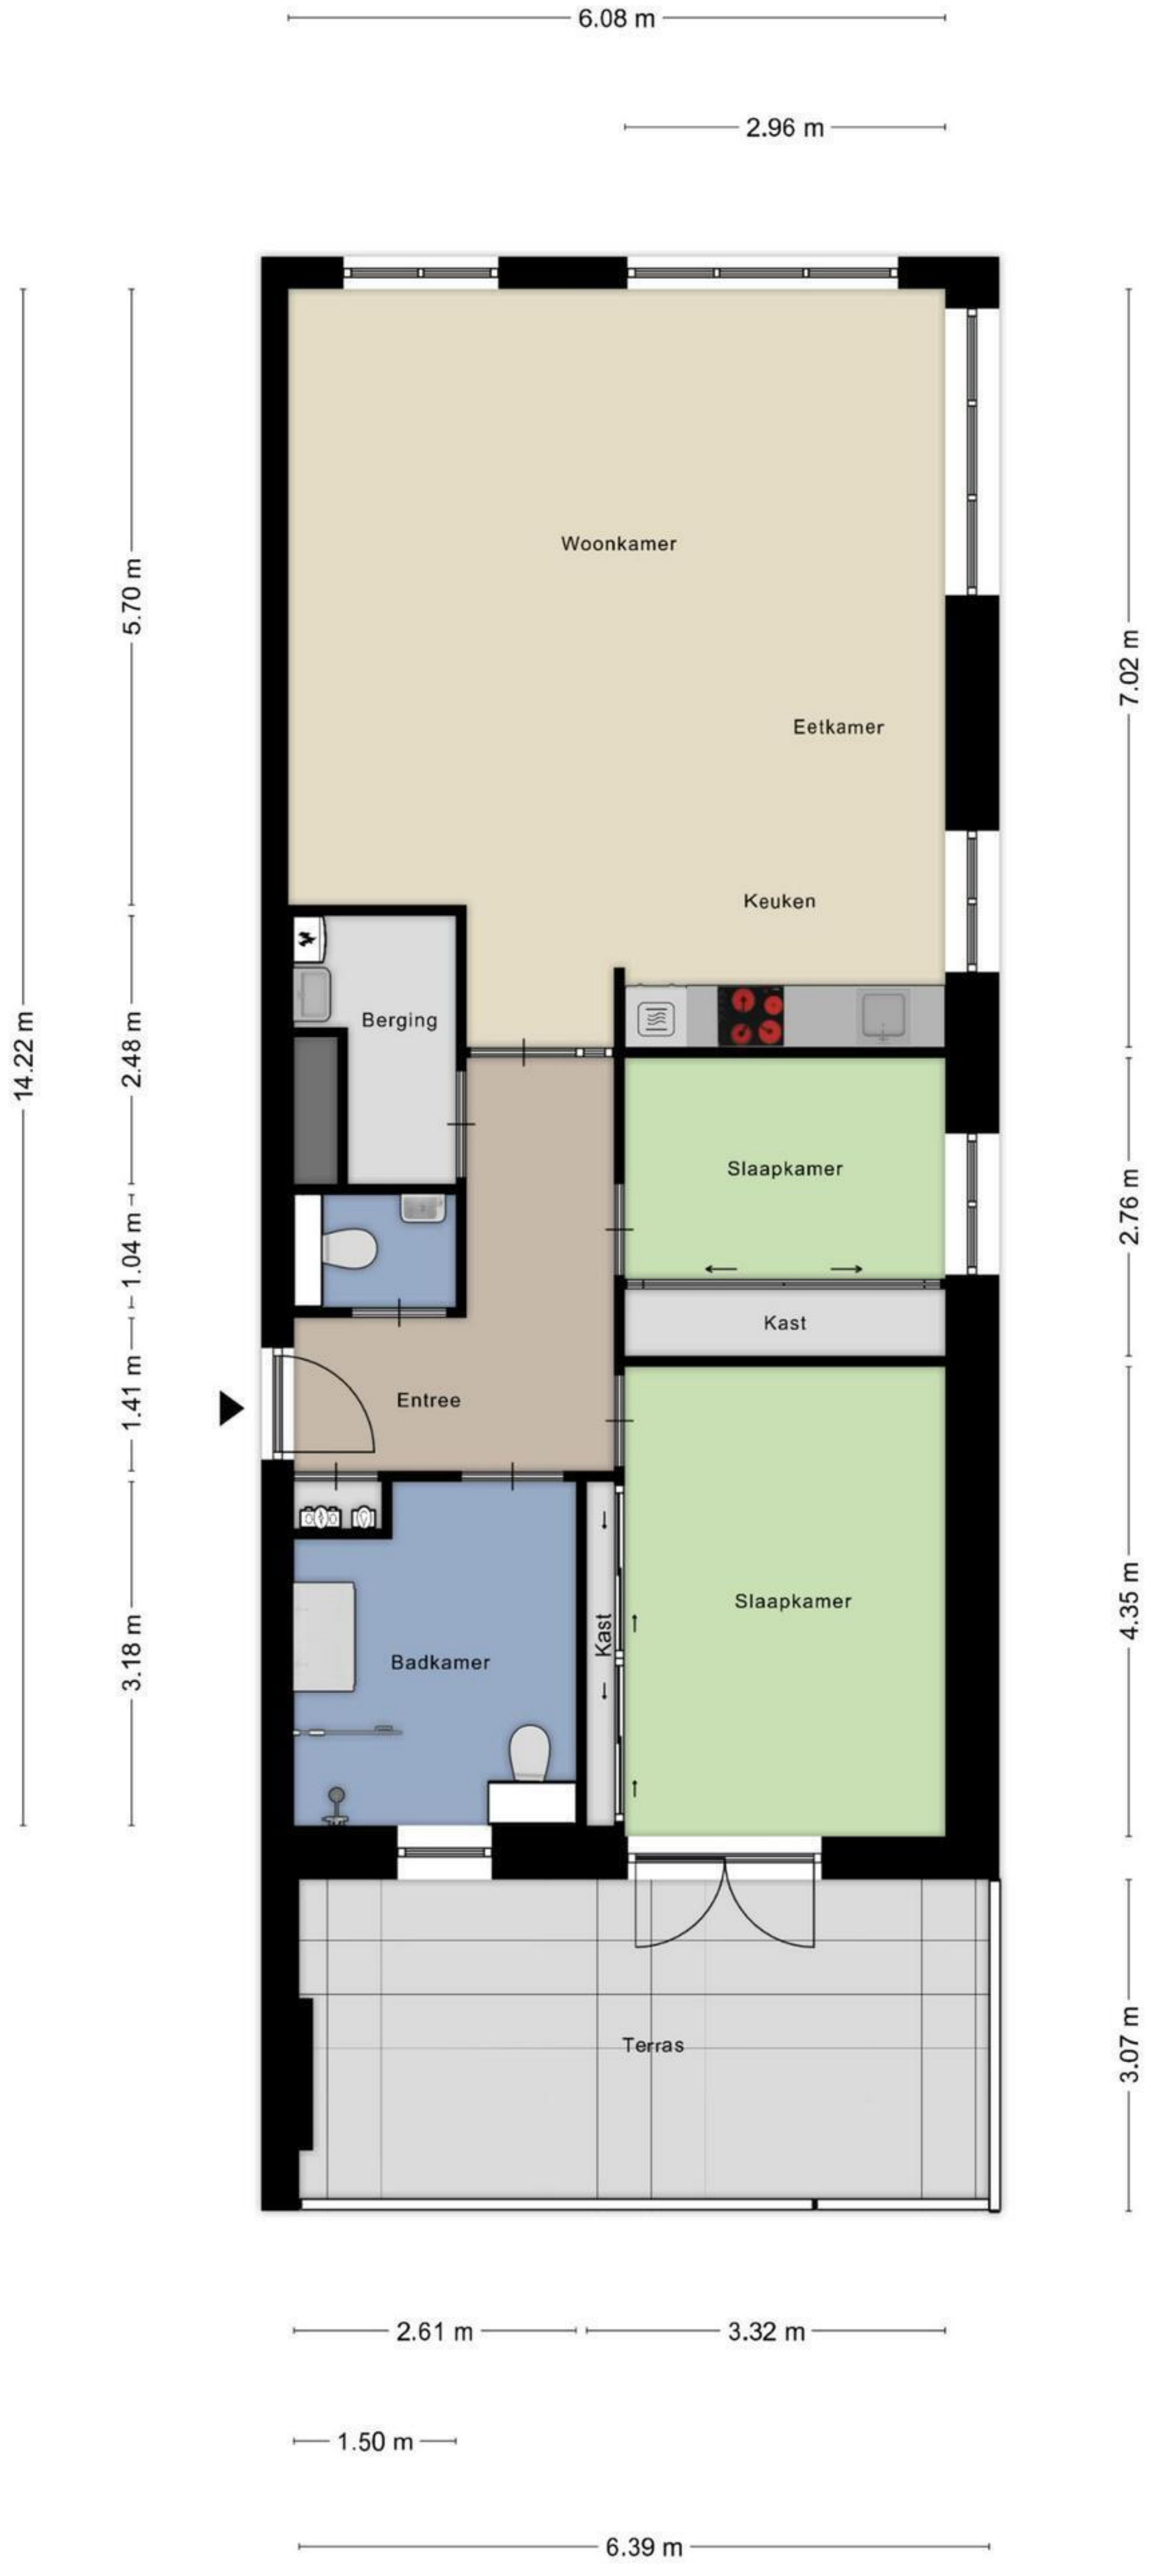 6.08 m
2.96 m
Woonkamer
5.70 m
7.02 m
Eetkamer
Keuken
Berging
14.22 m
2.48 m
Slaapkamer
2.76 m
1.04 m
Kast
1.41 m
Entree
Slaapkamer
4.35 m
Kast
3.18 m
Badkamer
Terras
3.07 m
2.61 m
3.32 m
1.50 m
6.39 m